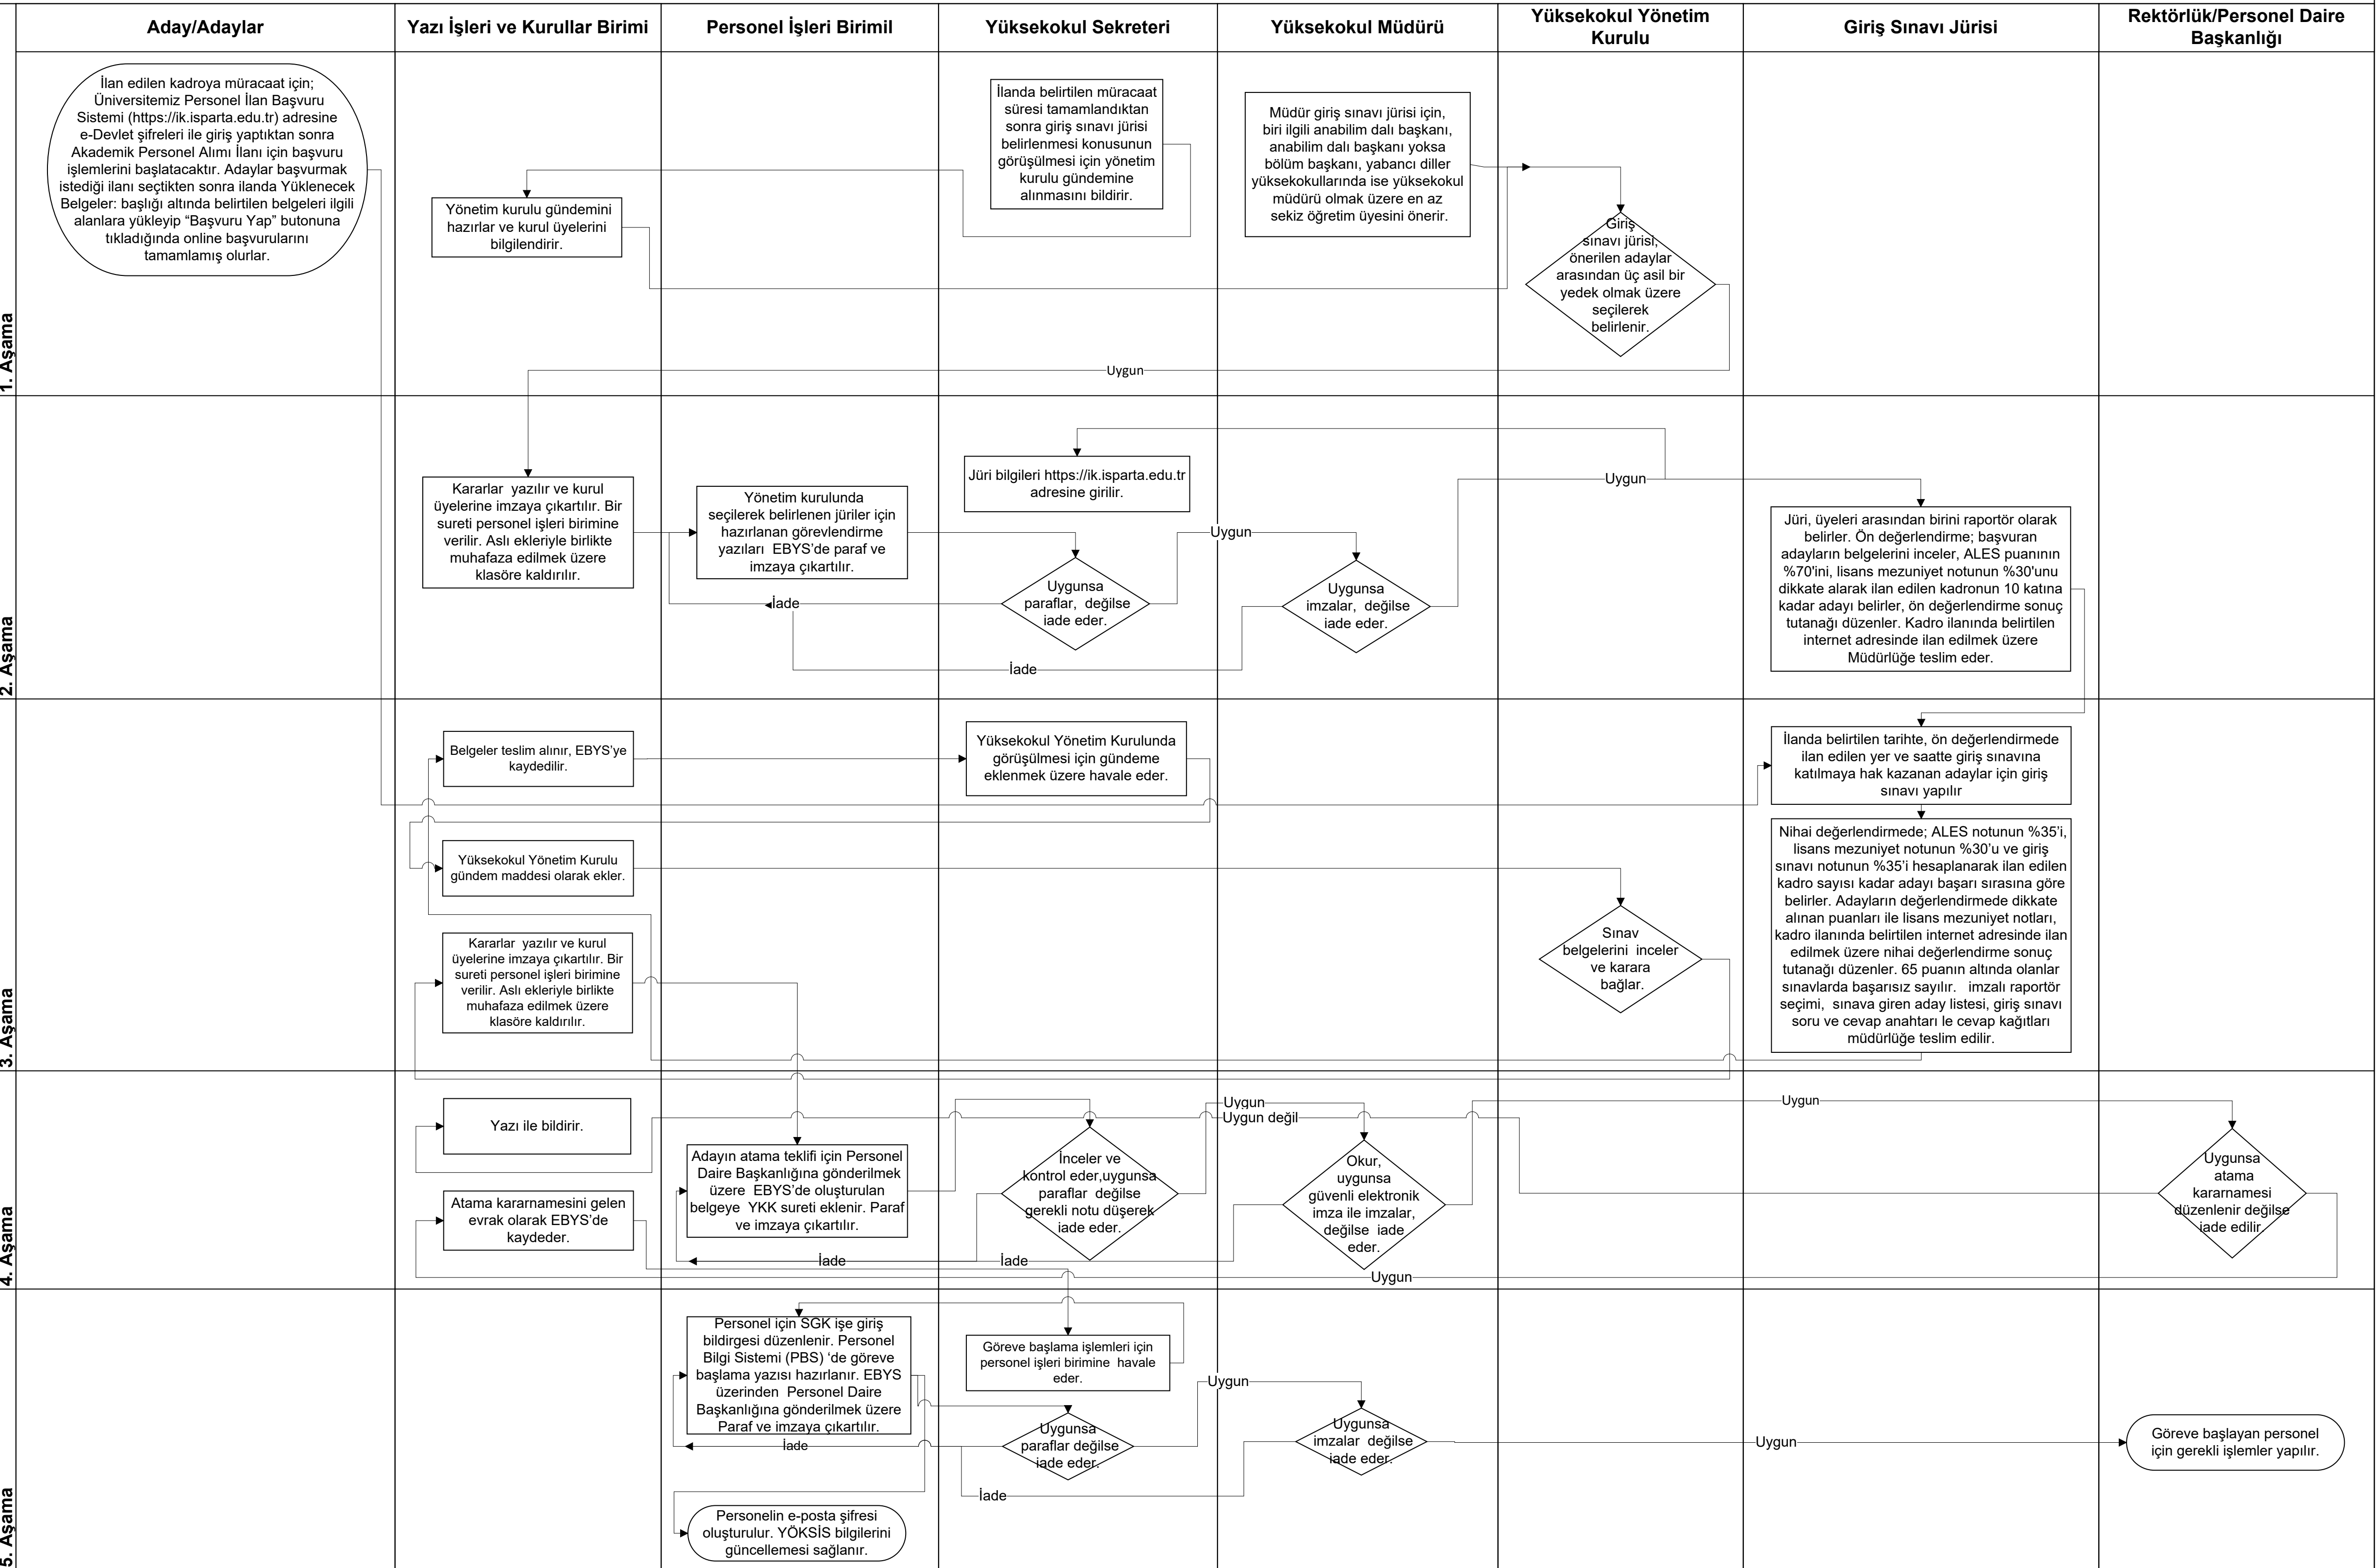 Aday/Adaylar
Yazı İşleri ve Kurullar Birimi
Personel İşleri Birimil
Yüksekokul Sekreteri
Yüksekokul Müdürü
Yüksekokul Yönetim
Kurulu
Giriş Sınavı Jürisi
Rektörlük/Personel Daire
Başkanlığı
1. Aşama
İlan edilen kadroya müracaat için;
Üniversitemiz Personel İlan Başvuru
Sistemi (https://ik.isparta.edu.tr) adresine
e-Devlet şifreleri ile giriş yaptıktan sonra
Akademik Personel Alımı İlanı için başvuru
işlemlerini başlatacaktır. Adaylar başvurmak
istediği ilanı seçtikten sonra ilanda Yüklenecek
Belgeler: başlığı altında belirtilen belgeleri ilgili
alanlara yükleyip “Başvuru Yap” butonuna
tıkladığında online başvurularını
tamamlamış olurlar.
Yönetim kurulu gündemini
hazırlar ve kurul üyelerini
bilgilendirir.
İlanda belirtilen müracaat
süresi tamamlandıktan
sonra giriş sınavı jürisi
belirlenmesi konusunun
görüşülmesi için yönetim
kurulu gündemine
alınmasını bildirir.
Müdür giriş sınavı jürisi için,
biri ilgili anabilim dalı başkanı,
anabilim dalı başkanı yoksa
bölüm başkanı, yabancı diller
yüksekokullarında ise yüksekokul
müdürü olmak üzere en az
sekiz öğretim üyesini önerir.
Giriş
sınavı jürisi,
önerilen adaylar
arasından üç asil bir
yedek olmak üzere
seçilerek
belirlenir.
Uygun
2. Aşama
Kararlar yazılır ve kurul
üyelerine imzaya çıkartılır. Bir
sureti personel işleri birimine
verilir. Aslı ekleriyle birlikte
muhafaza edilmek üzere
klasöre kaldırılır.
Yönetim kurulunda
seçilerek belirlenen jüriler için
hazırlanan görevlendirme
yazıları EBYS’de paraf ve
imzaya çıkartılır.
Jüri bilgileri https://ik.isparta.edu.tr
adresine girilir.
Uygunsa
paraflar, değilse
iade eder.
Uygun
Uygunsa
imzalar, değilse
iade eder.
Uygun
İade
İade
Jüri, üyeleri arasından birini raportör olarak
belirler. Ön değerlendirme; başvuran
adayların belgelerini inceler, ALES puanının
%70'ini, lisans mezuniyet notunun %30'unu
dikkate alarak ilan edilen kadronun 10 katına
kadar adayı belirler, ön değerlendirme sonuç
tutanağı düzenler. Kadro ilanında belirtilen
internet adresinde ilan edilmek üzere
Müdürlüğe teslim eder.
3. Aşama
Belgeler teslim alınır, EBYS’ye
kaydedilir.
Yüksekokul Yönetim Kurulunda
görüşülmesi için gündeme
eklenmek üzere havale eder.
İlanda belirtilen tarihte, ön değerlendirmede
ilan edilen yer ve saatte giriş sınavına
katılmaya hak kazanan adaylar için giriş
sınavı yapılır
Yüksekokul Yönetim Kurulu
gündem maddesi olarak ekler.
Kararlar yazılır ve kurul
üyelerine imzaya çıkartılır. Bir
sureti personel işleri birimine
verilir. Aslı ekleriyle birlikte
muhafaza edilmek üzere
klasöre kaldırılır.
Sınav
belgelerini inceler
ve karara
bağlar.
Nihai değerlendirmede; ALES notunun %35’i,
lisans mezuniyet notunun %30’u ve giriş
sınavı notunun %35’i hesaplanarak ilan edilen
kadro sayısı kadar adayı başarı sırasına göre
belirler. Adayların değerlendirmede dikkate
alınan puanları ile lisans mezuniyet notları,
kadro ilanında belirtilen internet adresinde ilan
edilmek üzere nihai değerlendirme sonuç
tutanağı düzenler. 65 puanın altında olanlar
sınavlarda başarısız sayılır. imzalı raportör
seçimi, sınava giren aday listesi, giriş sınavı
soru ve cevap anahtarı le cevap kağıtları
müdürlüğe teslim edilir.
4. Aşama
Yazı ile bildirir.
Atama kararnamesini gelen
evrak olarak EBYS’de
kaydeder.
Adayın atama teklifi için Personel
Daire Başkanlığına gönderilmek
üzere EBYS’de oluşturulan
belgeye YKK sureti eklenir. Paraf
ve imzaya çıkartılır.
İnceler ve
kontrol eder,uygunsa
paraflar değilse
gerekli notu düşerek
iade eder.
Uygun
Uygun değil
Okur,
uygunsa
güvenli elektronik
imza ile imzalar,
değilse iade
eder.
Uygun
Uygunsa
atama
kararnamesi
düzenlenir değilse
iade edilir
İade
İade
Uygun
5. Aşama
Personel için SGK işe giriş
bildirgesi düzenlenir. Personel
Bilgi Sistemi (PBS) ‘de göreve
başlama yazısı hazırlanır. EBYS
üzerinden Personel Daire
Başkanlığına gönderilmek üzere
Paraf ve imzaya çıkartılır.
Göreve başlama işlemleri için
personel işleri birimine havale
eder.
Uygunsa
paraflar değilse
iade eder.
Uygun
Uygunsa
imzalar değilse
iade eder.
Uygun
Göreve başlayan personel
için gerekli işlemler yapılır.
İade
İade
Personelin e-posta şifresi
oluşturulur. YÖKSİS bilgilerini
güncellemesi sağlanır.